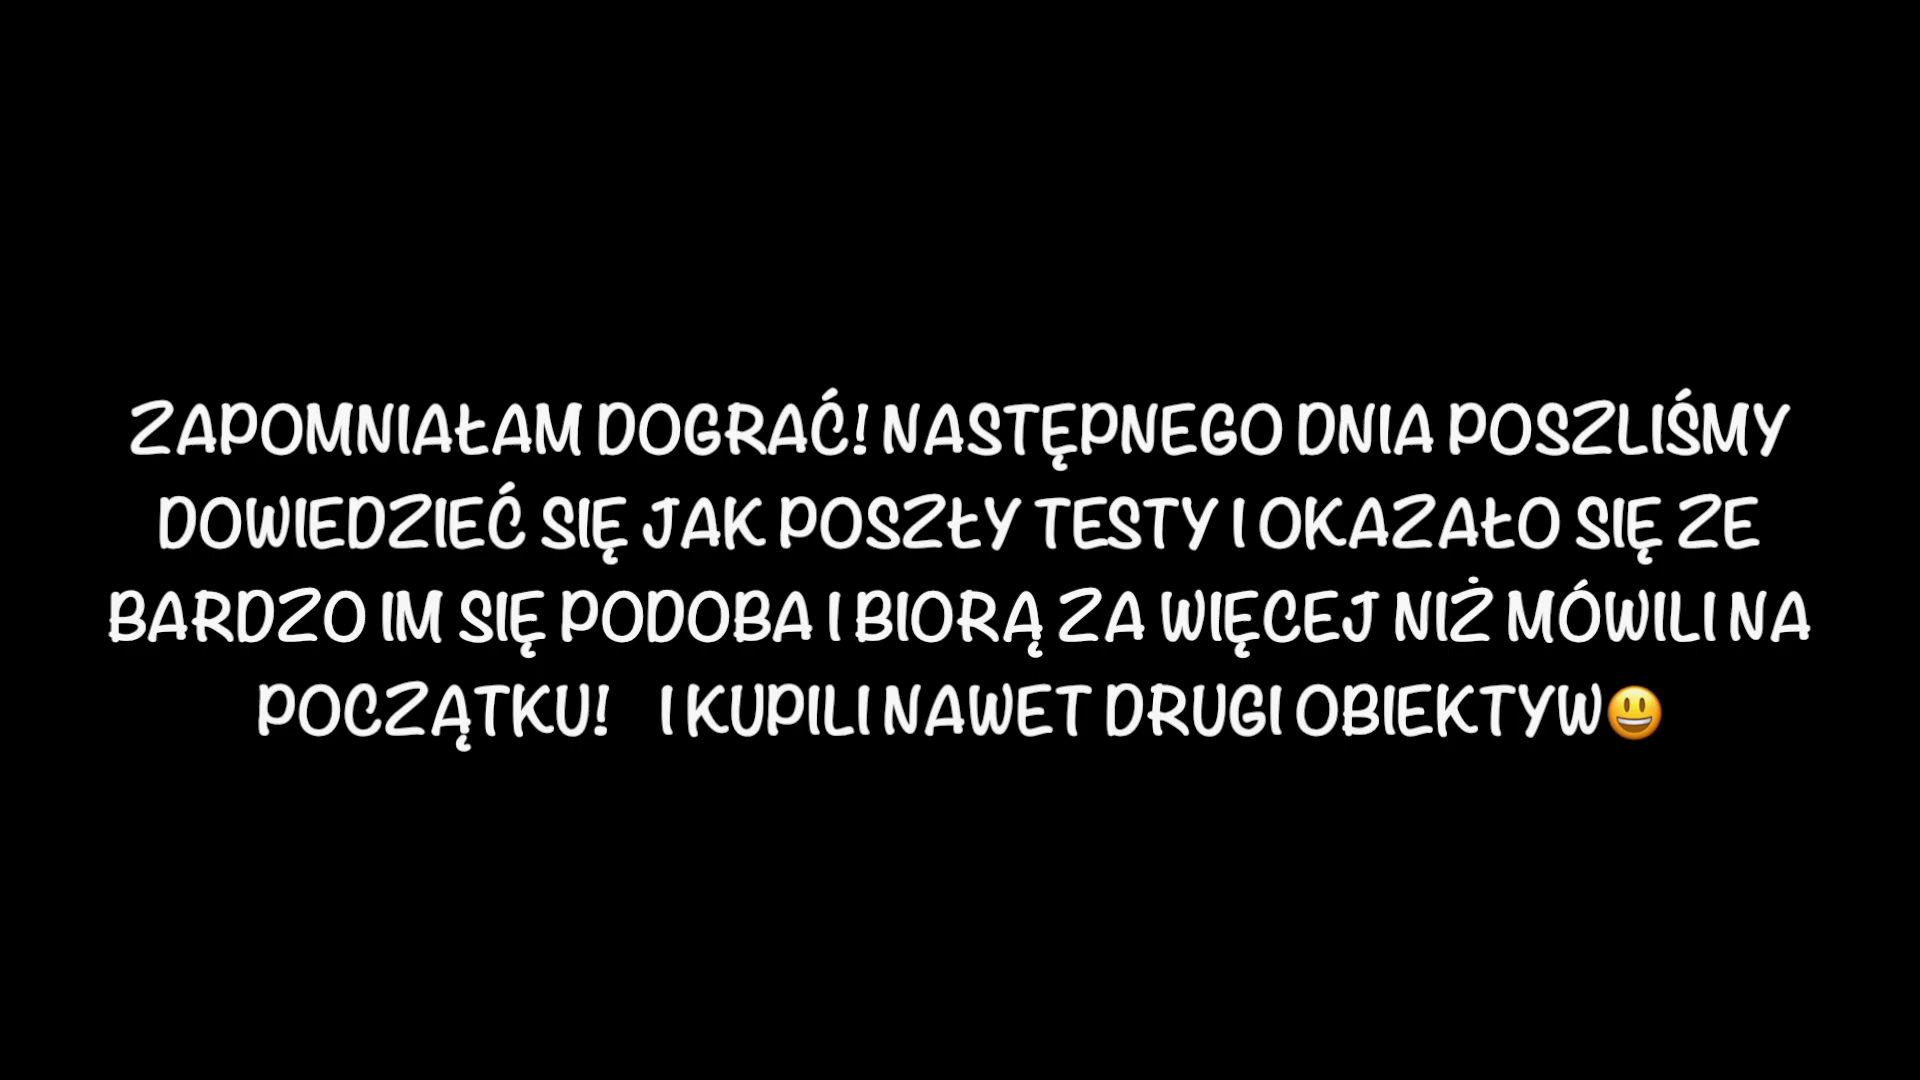 ZAPOMNIAŁAM DOGRAĆ! NASTĘPNEGO DNIA POSZLIŚMY
DOWIEDZIEĆ SIĘ JAK POSZŁY TESTY I OKAZAŁO SIĘ ZE
BARDZO IM SIĘ PODOBA I BIORĄ ZA WIĘCEJ NIŻ MÓWILI NA
POCZĄTKU! I KUPILI NAWET DRUGI OBIEKTYW😃